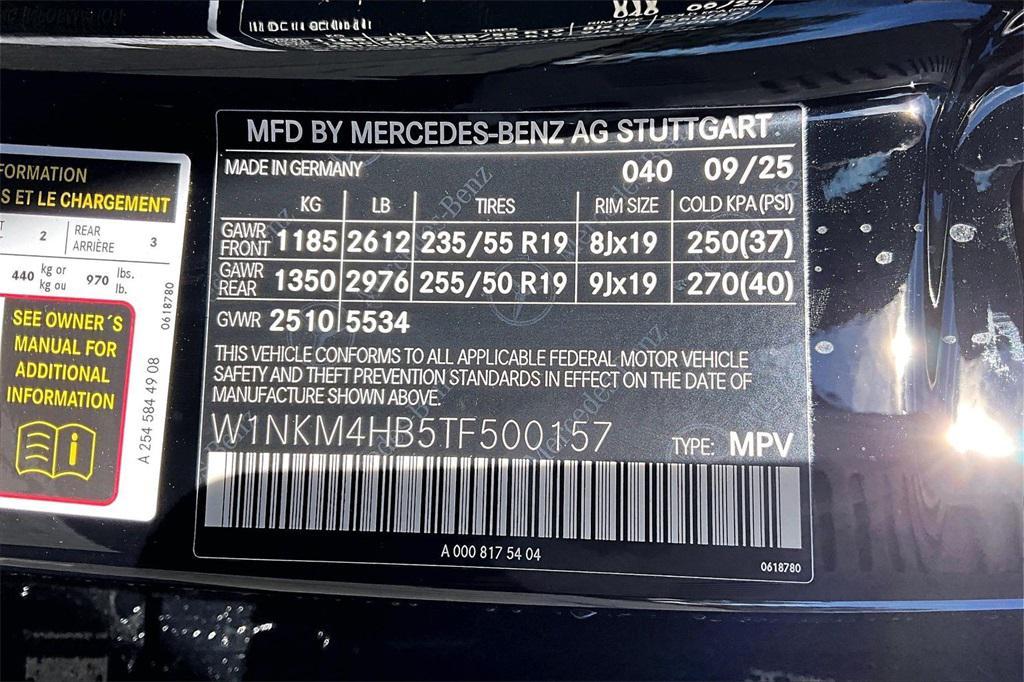 MFD BY MERCEDES-BENZ AG STUTTGART
MADE IN GERMANY 040 09/25
KG LB TIRES RIM SIZE COLD KPA (PSI)
GAWR FRONT 1185 2612 235/55 R19 8Jx19 250(37)
GAWR REAR 1350 2976 255/50 R19 9Jx19 270(40)
GVWR 2510 5534
THIS VEHICLE CONFORMS TO ALL APPLICABLE FEDERAL MOTOR VEHICLE
SAFETY AND THEFT PREVENTION STANDARDS IN EFFECT ON THE DATE OF
MANUFACTURE SHOWN ABOVE.
W1NKM4HB5TF500157 TYPE: MPV
A 000 817 54 04
0618780
ET LE CHARGEMENT
2 REAR ARRIÈRE 3
440 kg or kg ou 970 lbs. lb.
SEE OWNER´S
MANUAL FOR
ADDITIONAL
INFORMATION
A 254 584 49 08
0618780
Mercedes-Benz